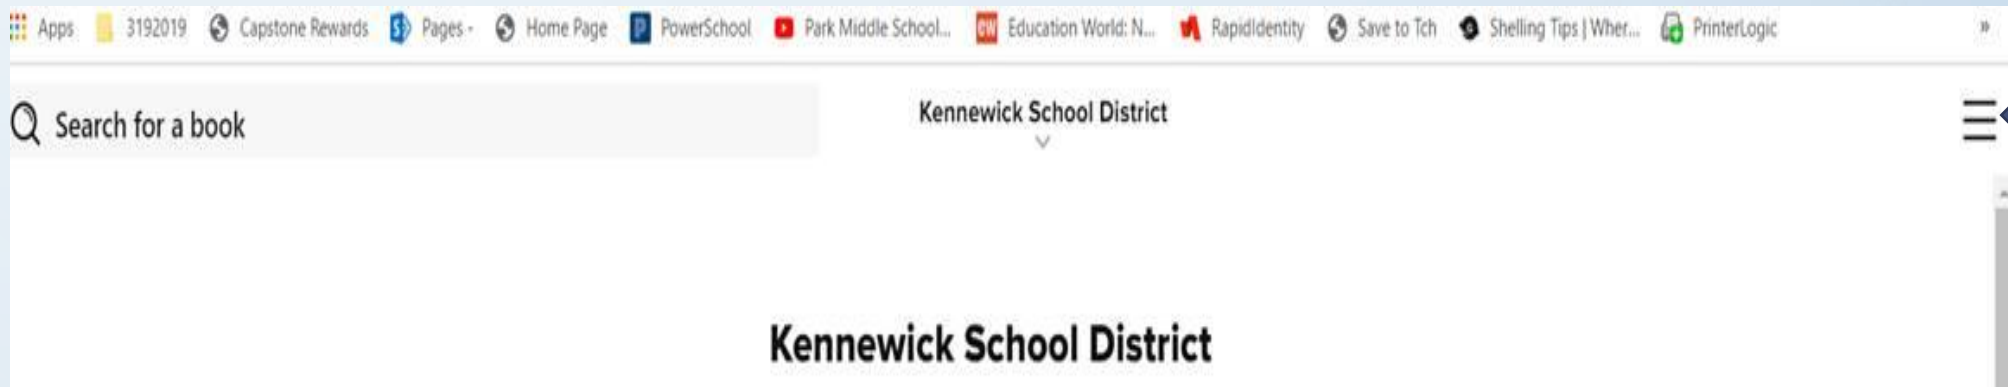 Apps 3192019 Capstone Rewards Pages - Home Page PowerSchool Park Middle School... Education World: N... RapidIdentity Save to Tch Shelling Tips | Wher... PrinterLogic »
Search for a book
Kennewick School District
Kennewick School District